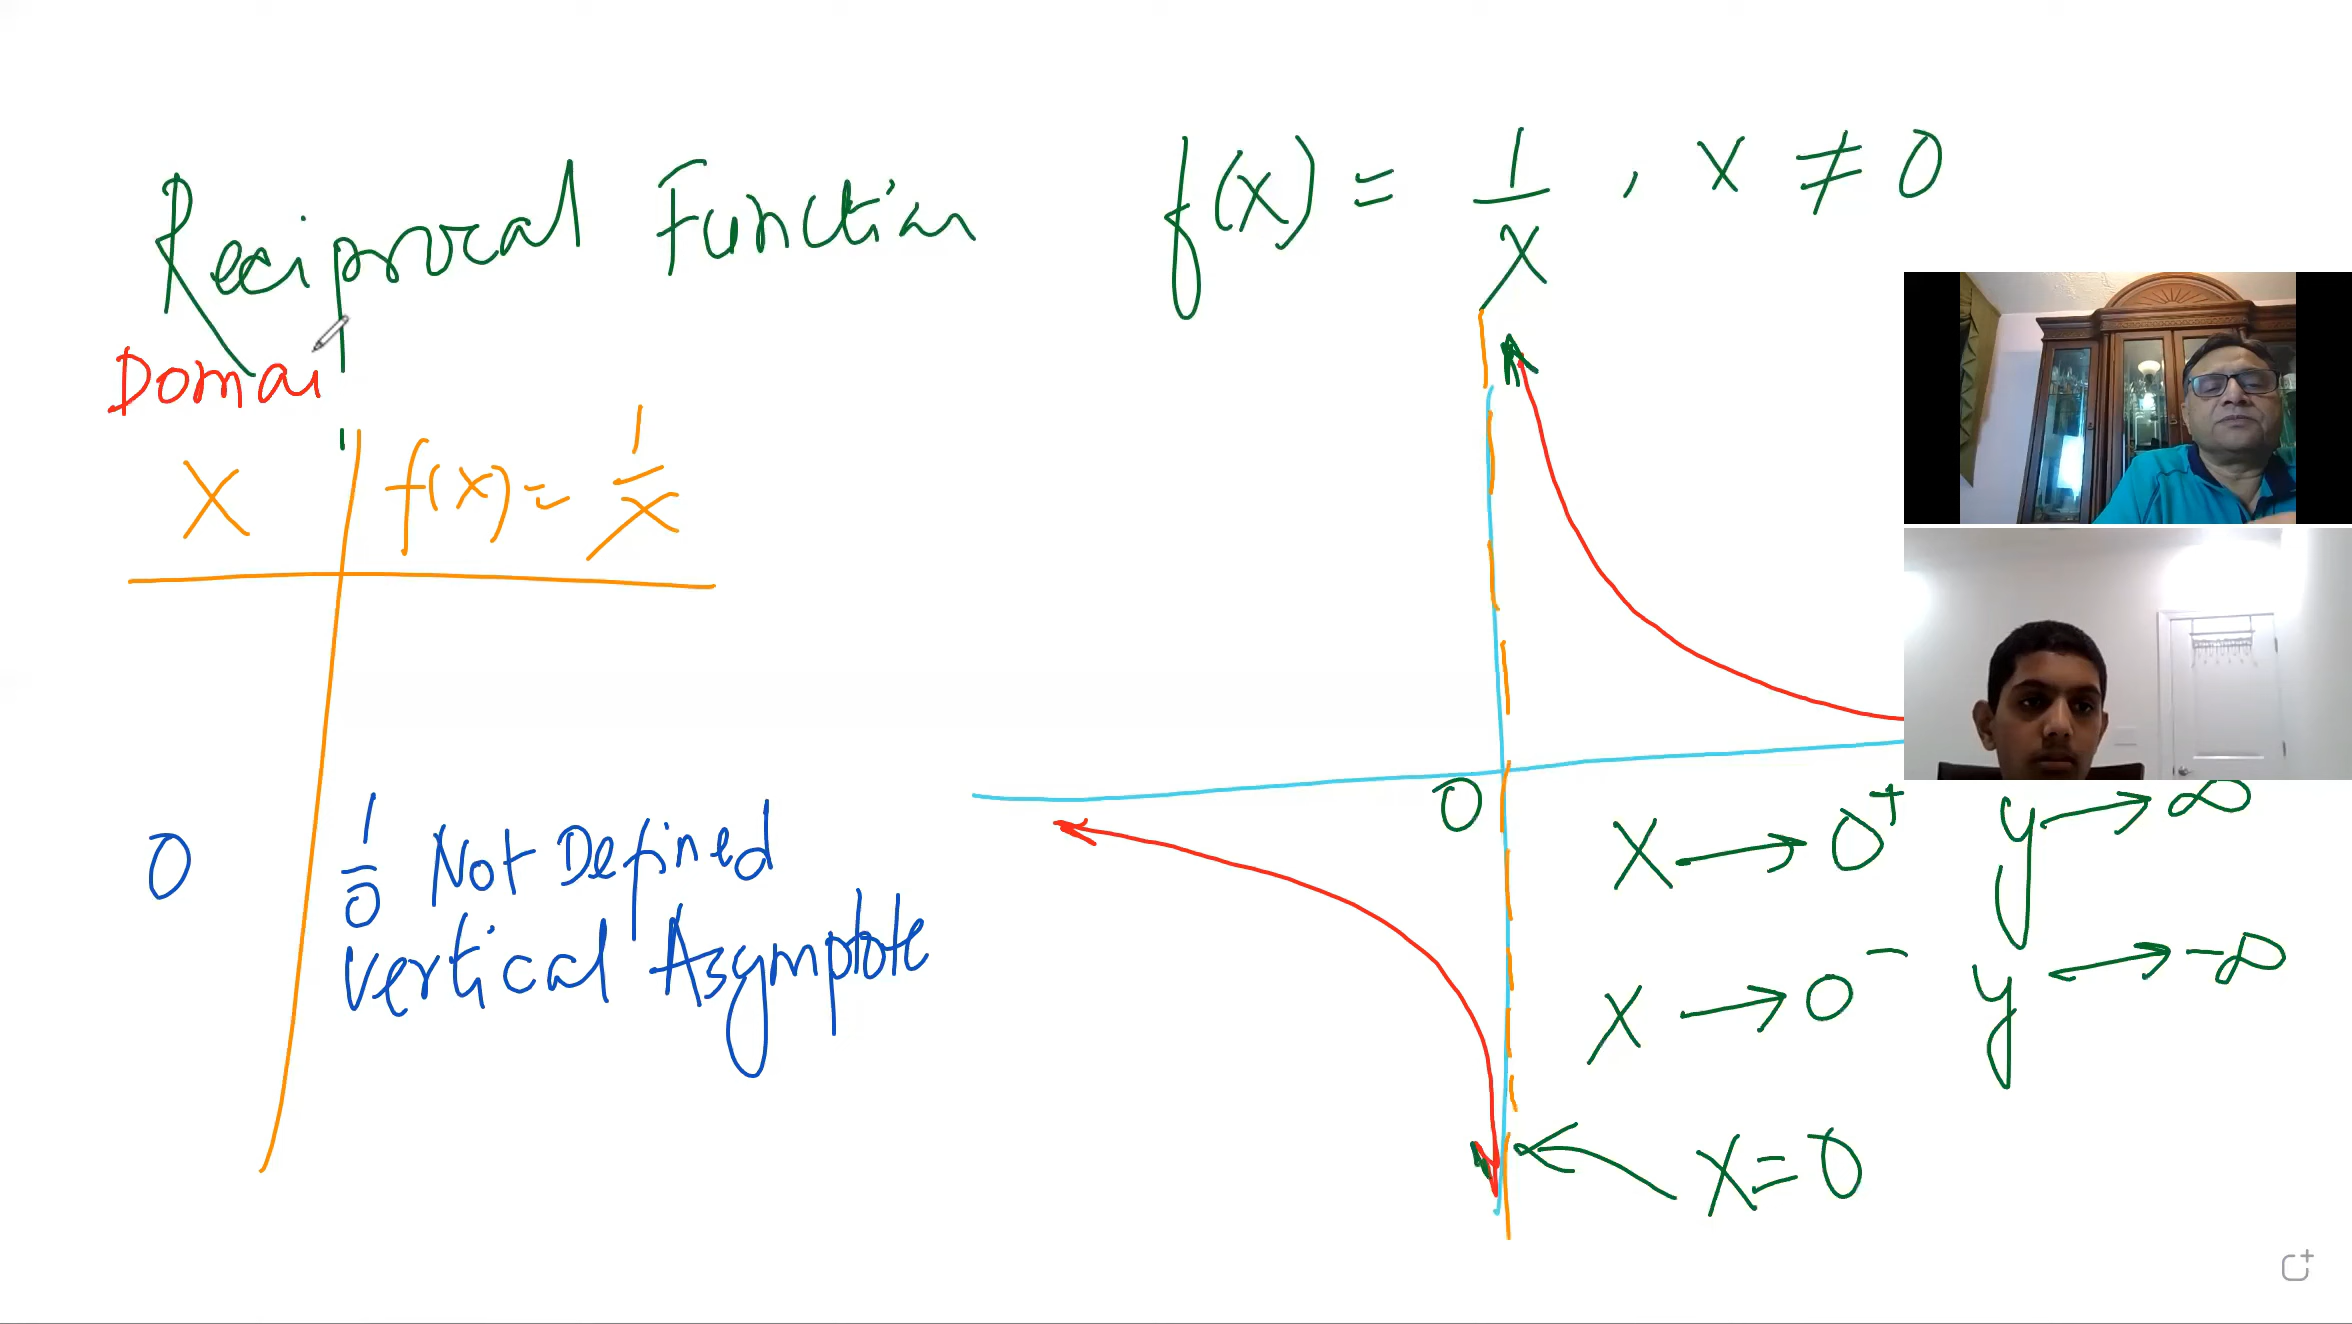 Reciprocal Function
f(x) = 1/x , x ≠ 0
Domai
x f(x) = 1/x
0 1/0 Not Defined
Vertical Asymptote
0
x → 0⁺ y → ∞
x → 0⁻ y → -∞
x = 0